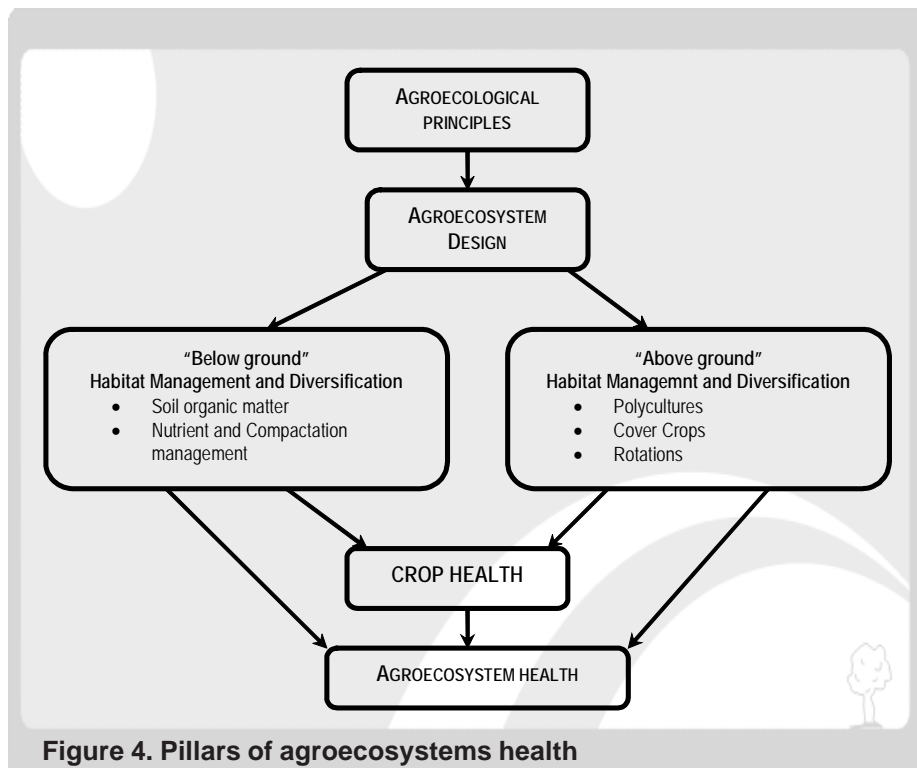 AGROECOLOGICAL
PRINCIPLES
AGROECOSYSTEM
DESIGN
“Below ground”
Habitat Management and Diversification
• Soil organic matter
• Nutrient and Compactation
management
“Above ground”
Habitat Managemnt and Diversification
• Polycultures
• Cover Crops
• Rotations
CROP HEALTH
AGROECOSYSTEM HEALTH
Figure 4. Pillars of agroecosystems health